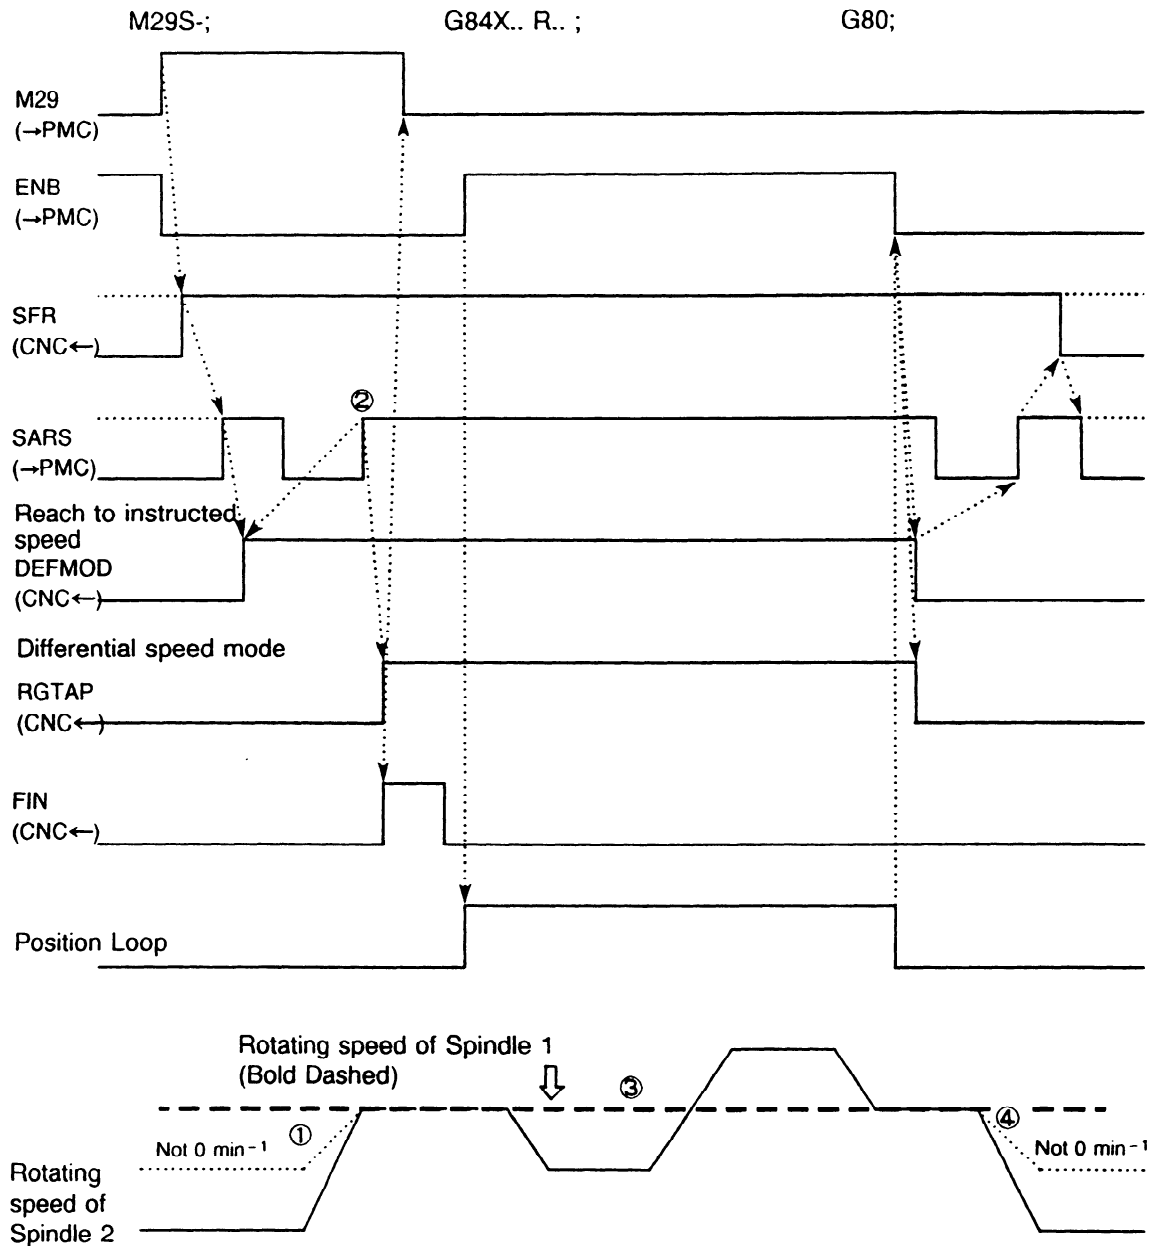 M29S-; G84X.. R.. ; G80;
M29
(→PMC)
ENB
(→PMC)
SFR
(CNC←)
②
SARS
(→PMC)
Reach to instructed
speed
DEFMOD
(CNC←)
Differential speed mode
RGTAP
(CNC←)
FIN
(CNC←)
Position Loop
Rotating speed of Spindle 1
(Bold Dashed)
③
① ④
Not 0 min⁻¹ Not 0 min⁻¹
Rotating
speed of
Spindle 2